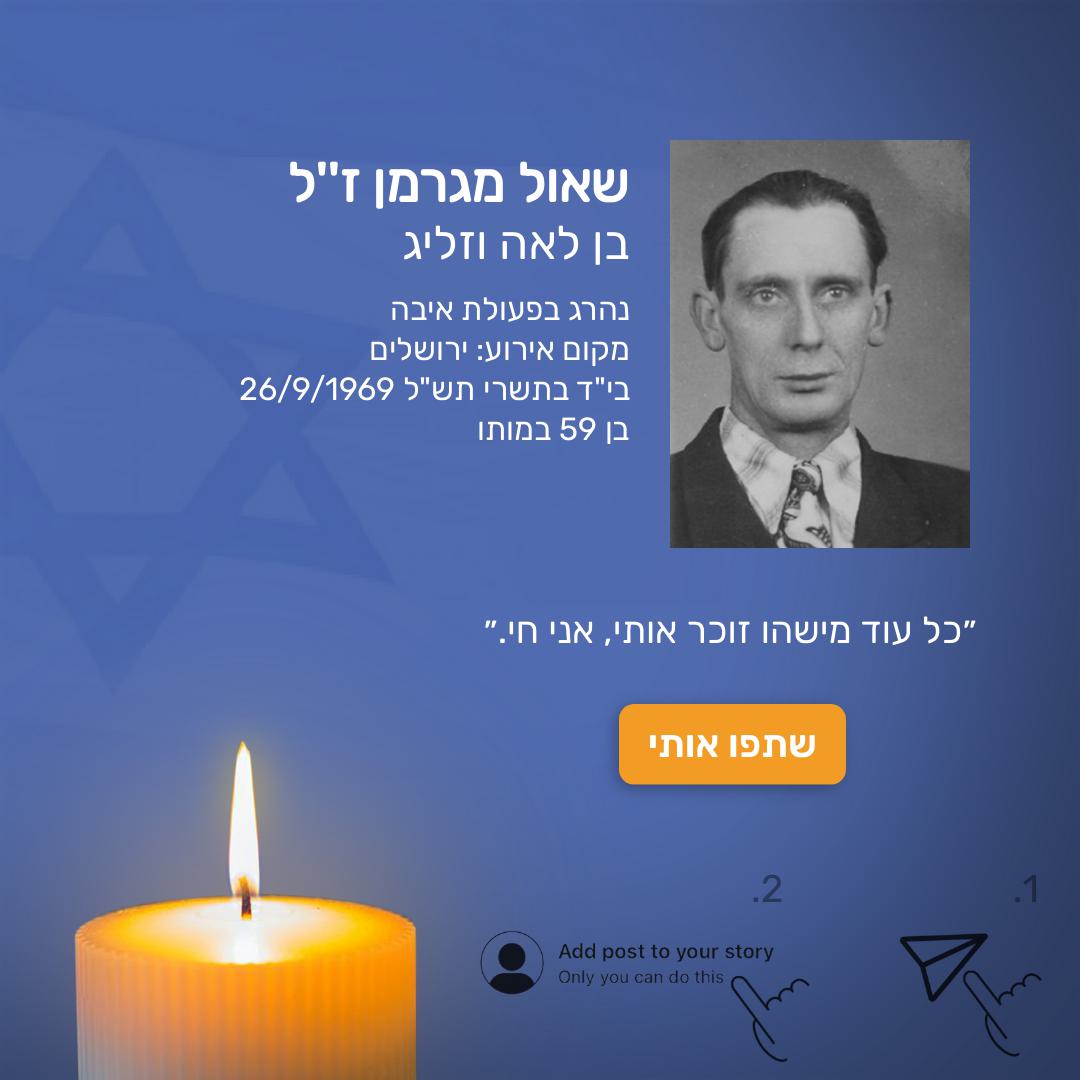 שאול מגרמן ז"ל
בן לאה וזליג
נהרג בפעולת איבה
מקום אירוע: ירושלים
בי"ד בתשרי תש"ל 26/9/1969
בן 59 במותו
״כל עוד מישהו זוכר אותי, אני חי.״
שתפו אותי
1.
2.
Add post to your story
Only you can do this